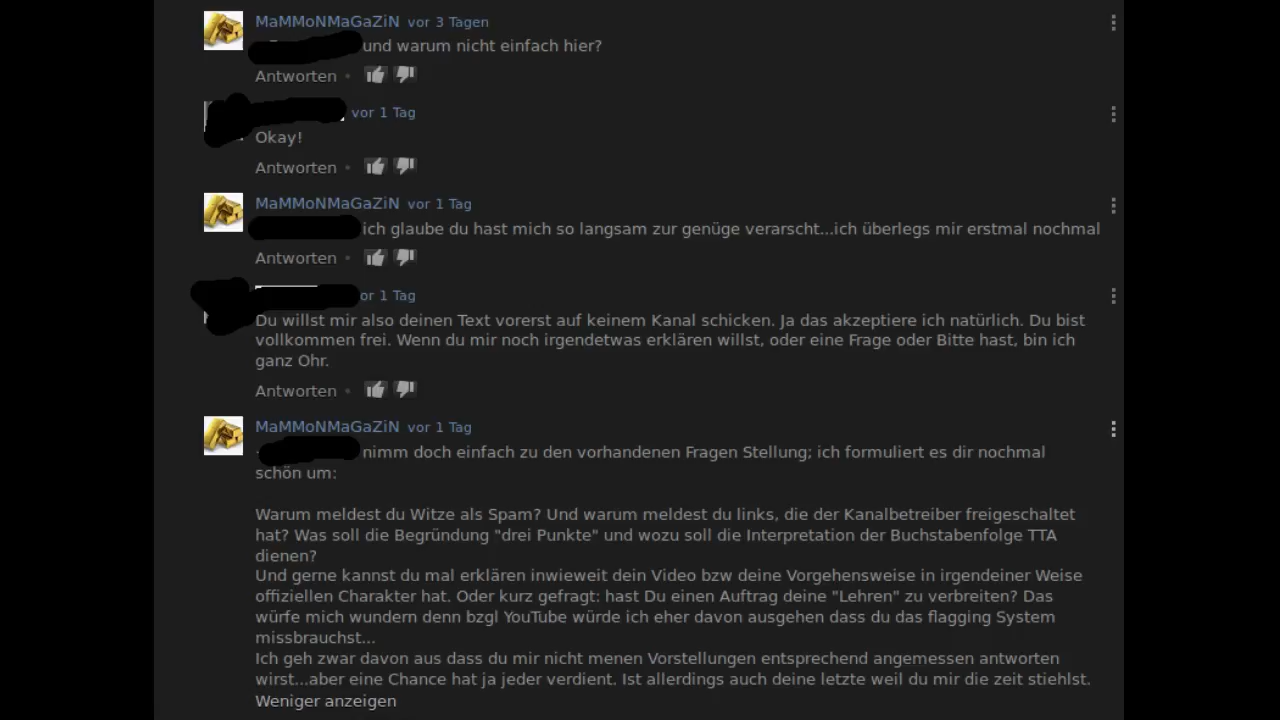 MaMMoNMaGaZiN vor 3 Tagen
und warum nicht einfach hier?
Antworten
vor 1 Tag
Okay!
Antworten
MaMMoNMaGaZiN vor 1 Tag
ich glaube du hast mich so langsam zur genüge verarscht...ich überlegs mir erstmal nochmal
Antworten
or 1 Tag
Du willst mir also deinen Text vorerst auf keinem Kanal schicken. Ja das akzeptiere ich natürlich. Du bist
vollkommen frei. Wenn du mir noch irgendetwas erklären willst, oder eine Frage oder Bitte hast, bin ich
ganz Ohr.
Antworten
MaMMoNMaGaZiN vor 1 Tag
nimm doch einfach zu den vorhandenen Fragen Stellung; ich formuliert es dir nochmal
schön um:
Warum meldest du Witze als Spam? Und warum meldest du links, die der Kanalbetreiber freigeschaltet
hat? Was soll die Begründung "drei Punkte" und wozu soll die Interpretation der Buchstabenfolge TTA
dienen?
Und gerne kannst du mal erklären inwieweit dein Video bzw deine Vorgehensweise in irgendeiner Weise
offiziellen Charakter hat. Oder kurz gefragt: hast Du einen Auftrag deine "Lehren" zu verbreiten? Das
würfe mich wundern denn bzgl YouTube würde ich eher davon ausgehen dass du das flagging System
missbrauchst...
Ich geh zwar davon aus dass du mir nicht menen Vorstellungen entsprechend angemessen antworten
wirst...aber eine Chance hat ja jeder verdient. Ist allerdings auch deine letzte weil du mir die zeit stiehlst.
Weniger anzeigen